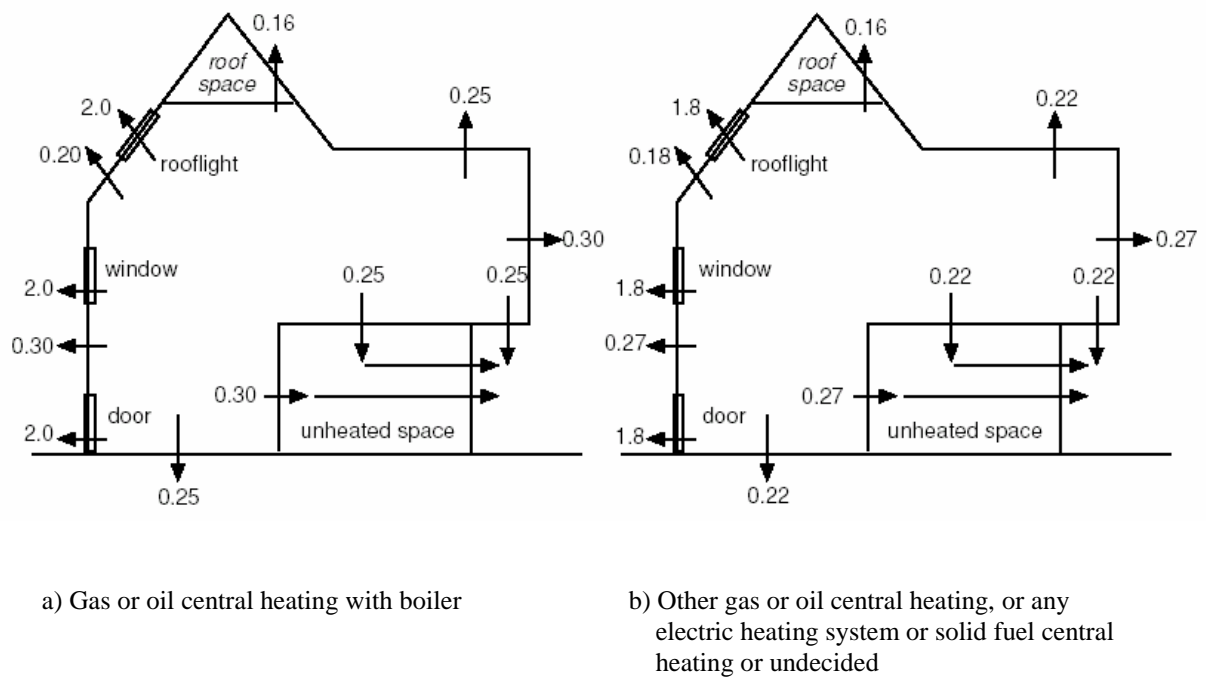 0.16
roof
space
0.25
2.0
0.20
rooflight
0.30
window
2.0
0.25
0.25
0.30
0.30
door
unheated space
2.0
0.25
0.16
roof
space
0.22
1.8
0.18
rooflight
0.27
window
1.8
0.22
0.22
0.27
0.27
door
unheated space
1.8
0.22
a) Gas or oil central heating with boiler
b) Other gas or oil central heating, or any
electric heating system or solid fuel central
heating or undecided